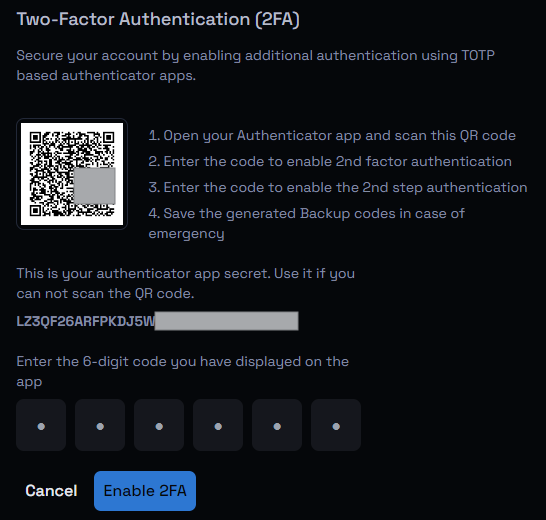 Two-Factor Authentication (2FA)
Secure your account by enabling additional authentication using TOTP
based authenticator apps.
1. Open your Authenticator app and scan this QR code
2. Enter the code to enable 2nd factor authentication
3. Enter the code to enable the 2nd step authentication
4. Save the generated Backup codes in case of
emergency
This is your authenticator app secret. Use it if you
can not scan the QR code.
LZ3QF26ARFPKDJ5W
Enter the 6-digit code you have displayed on the
app
Cancel
Enable 2FA